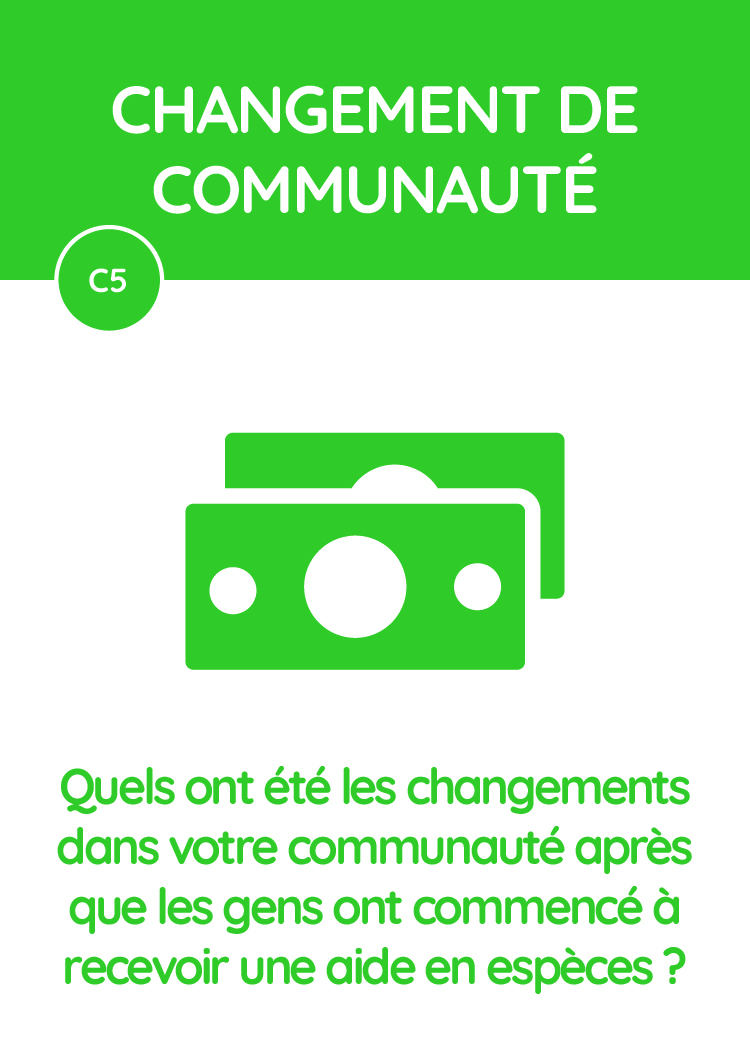 CHANGEMENT DE
COMMUNAUTÉ
C5
Quels ont été les changements
dans votre communauté après
que les gens ont commencé à
recevoir une aide en espèces ?